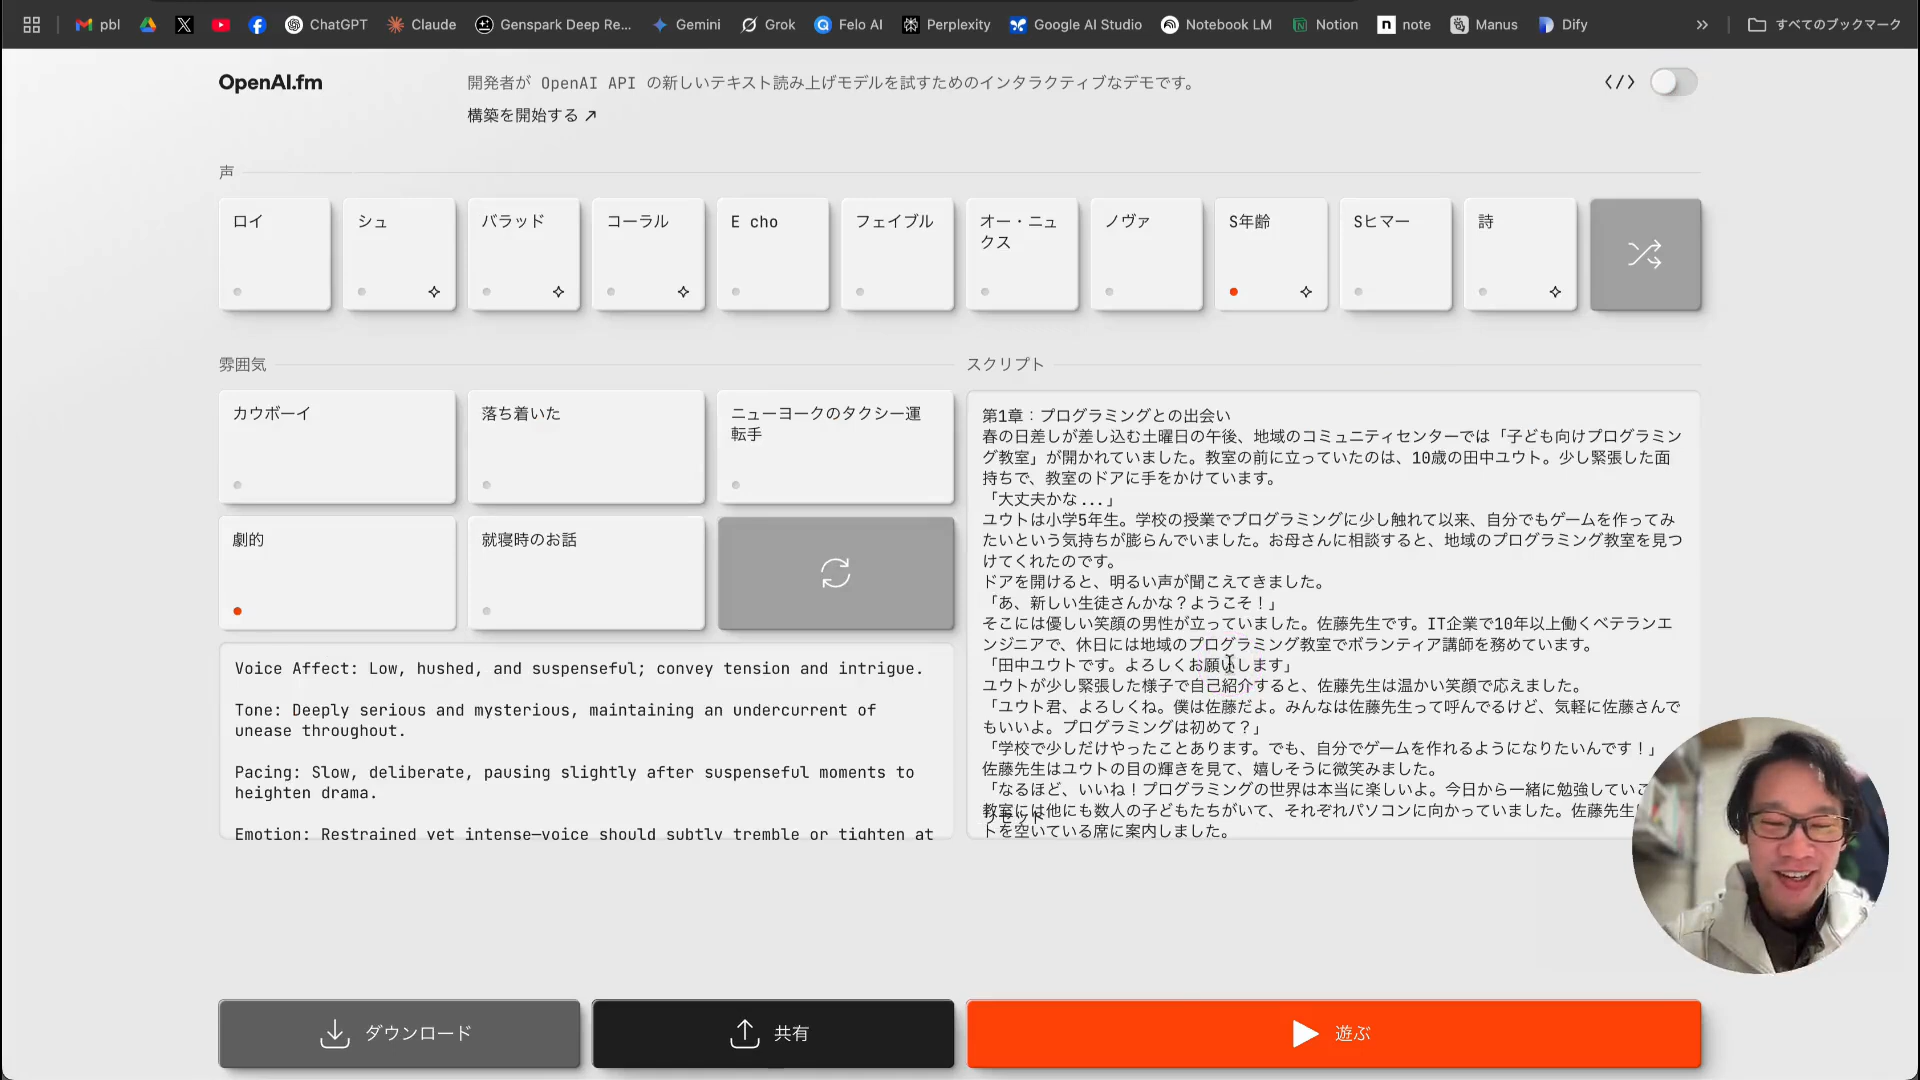 pbl
ChatGPT
Claude
Genspark Deep Re...
Gemini
Grok
Felo AI
Perplexity
Google AI Studio
Notebook LM
Notion
note
Manus
Dify
すべてのブックマーク
OpenAI.fm
開発者が OpenAI API の新しいテキスト読み上げモデルを試すためのインタラクティブなデモです。
構築を開始する ↗
声
ロイ
シュ
バラッド
コーラル
E cho
フェイブル
オー・ニュ
クス
ノヴァ
S年齢
Sヒマー
詩
雰囲気
カウボーイ
落ち着いた
ニューヨークのタクシー運
転手
劇的
就寝時のお話
Voice Affect: Low, hushed, and suspenseful; convey tension and intrigue.
Tone: Deeply serious and mysterious, maintaining an undercurrent of
unease throughout.
Pacing: Slow, deliberate, pausing slightly after suspenseful moments to
heighten drama.
Emotion: Restrained yet intense—voice should subtly tremble or tighten at
スクリプト
第1章：プログラミングとの出会い
春の日差しが差し込む土曜日の午後、地域のコミュニティセンターでは「子ども向けプログラミン
グ教室」が開かれていました。教室の前に立っていたのは、10歳の田中ユウト。少し緊張した面
持ちで、教室のドアに手をかけています。
「大丈夫かな...」
ユウトは小学5年生。学校の授業でプログラミングに少し触れて以来、自分でもゲームを作ってみ
たいという気持ちが膨らんでいました。お母さんに相談すると、地域のプログラミング教室を見つ
けてくれたのです。
ドアを開けると、明るい声が聞こえてきました。
「あ、新しい生徒さんかな？ようこそ！」
そこには優しい笑顔の男性が立っていました。佐藤先生です。IT企業で10年以上働くベテランエ
ンジニアで、休日には地域のプログラミング教室でボランティア講師を務めています。
「田中ユウトです。よろしくお願いします」
ユウトが少し緊張した様子で自己紹介すると、佐藤先生は温かい笑顔で応えました。
「ユウト君、よろしくね。僕は佐藤だよ。みんなは佐藤先生って呼んでるけど、気軽に佐藤さんで
もいいよ。プログラミングは初めて？」
「学校で少しだけやったことあります。でも、自分でゲームを作れるようになりたいんです！」
佐藤先生はユウトの目の輝きを見て、嬉しそうに微笑みました。
「なるほど、いいね！プログラミングの世界は本当に楽しいよ。今日から一緒に勉強していこ
教室には他にも数人の子どもたちがいて、それぞれパソコンに向かっていました。佐藤先生
リセット
トを空いている席に案内しました。
ダウンロード
共有
遊ぶ